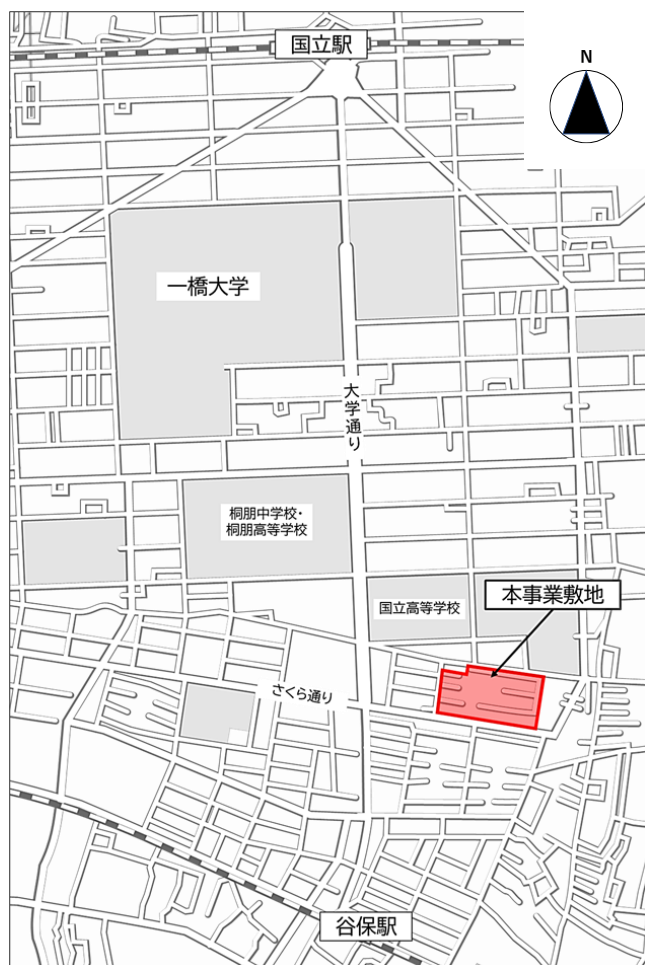 国立駅
N
一橋大学
大学通り
桐朋中学校・
桐朋高等学校
国立高等学校
本事業敷地
さくら通り
谷保駅